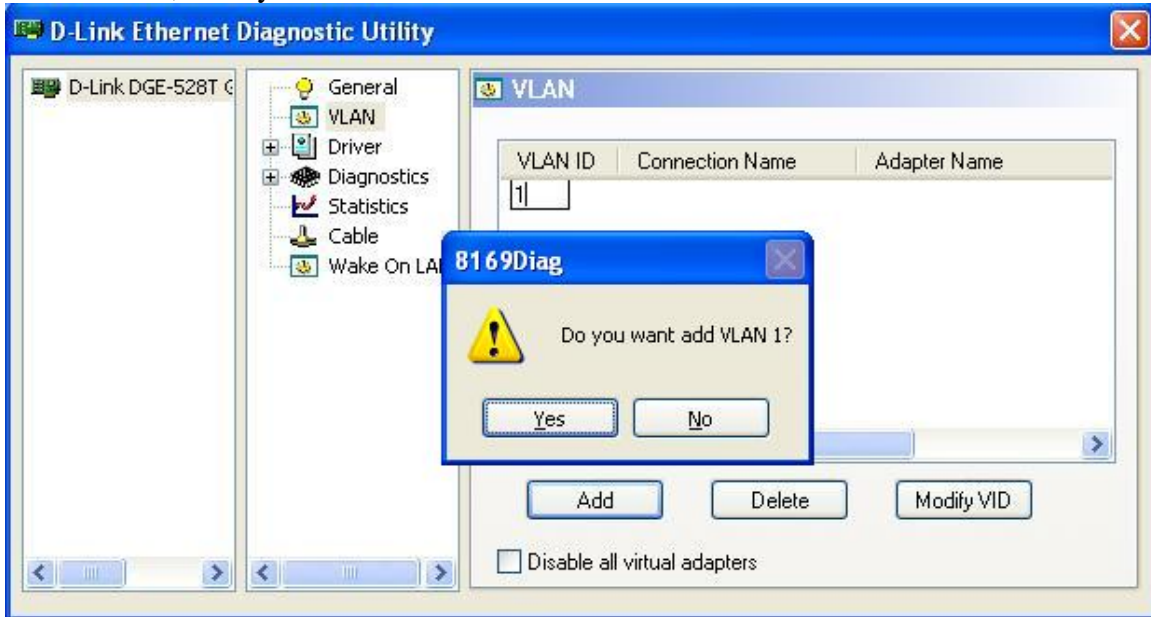 D-Link Ethernet Diagnostic Utility
D-Link DGE-528T G
General
VLAN
Driver
Diagnostics
Statistics
Cable
Wake On LA
VLAN
VLAN ID Connection Name Adapter Name
1
8169Diag
Do you want add VLAN 1?
Yes No
Add Delete Modify VID
Disable all virtual adapters